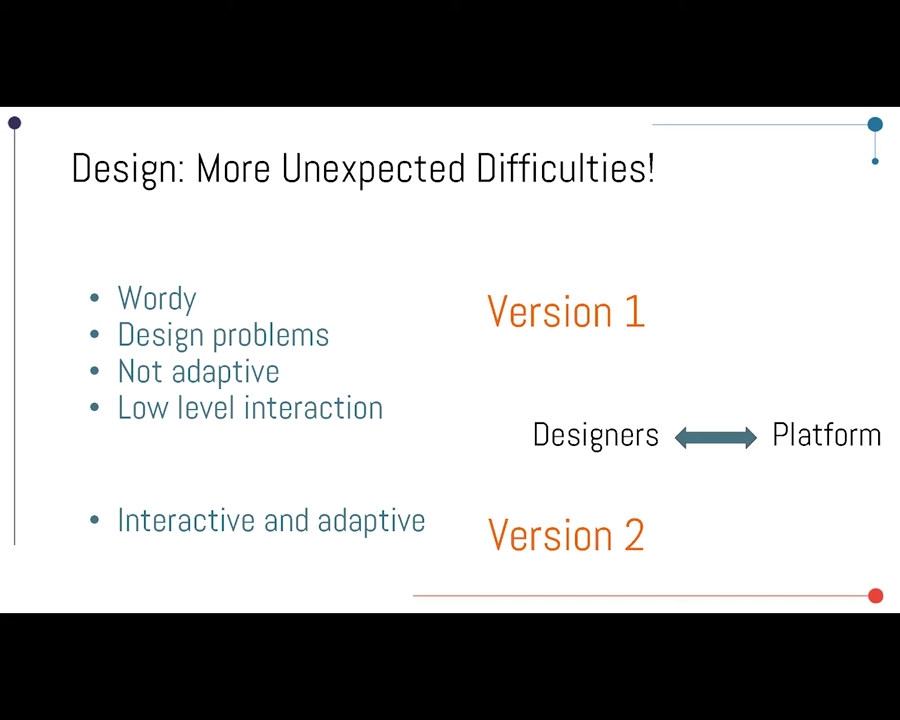 Design: More Unexpected Difficulties!
• Wordy
• Design problems
• Not adaptive
• Low level interaction
Version 1
Designers Platform
• Interactive and adaptive
Version 2